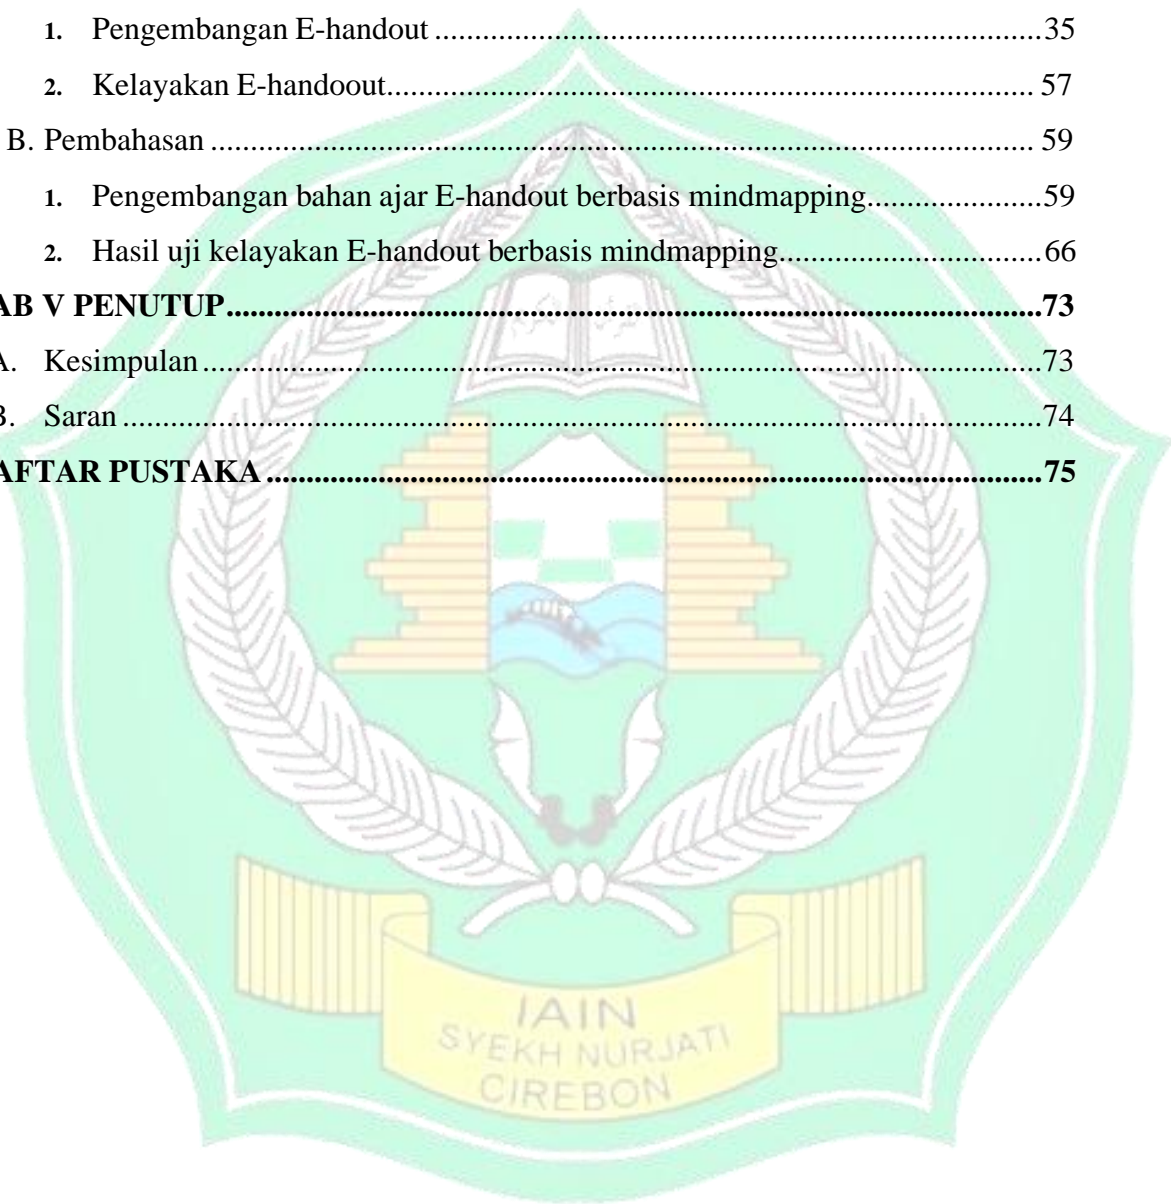 1. Pengembangan E-handout ............................................................................ 35
2. Kelayakan E-handoout................................................................................. 57
B. Pembahasan ....................................................................................................... 59
1. Pengembangan bahan ajar E-handout berbasis mindmapping...................... 59
2. Hasil uji kelayakan E-handout berbasis mindmapping................................. 66
AB V PENUTUP...................................................................................................... 73
A. Kesimpulan ......................................................................................................... 73
B. Saran ................................................................................................................... 74
AFTAR PUSTAKA ................................................................................................. 75
IAIN
SYEKH NURJATI
CIREBON